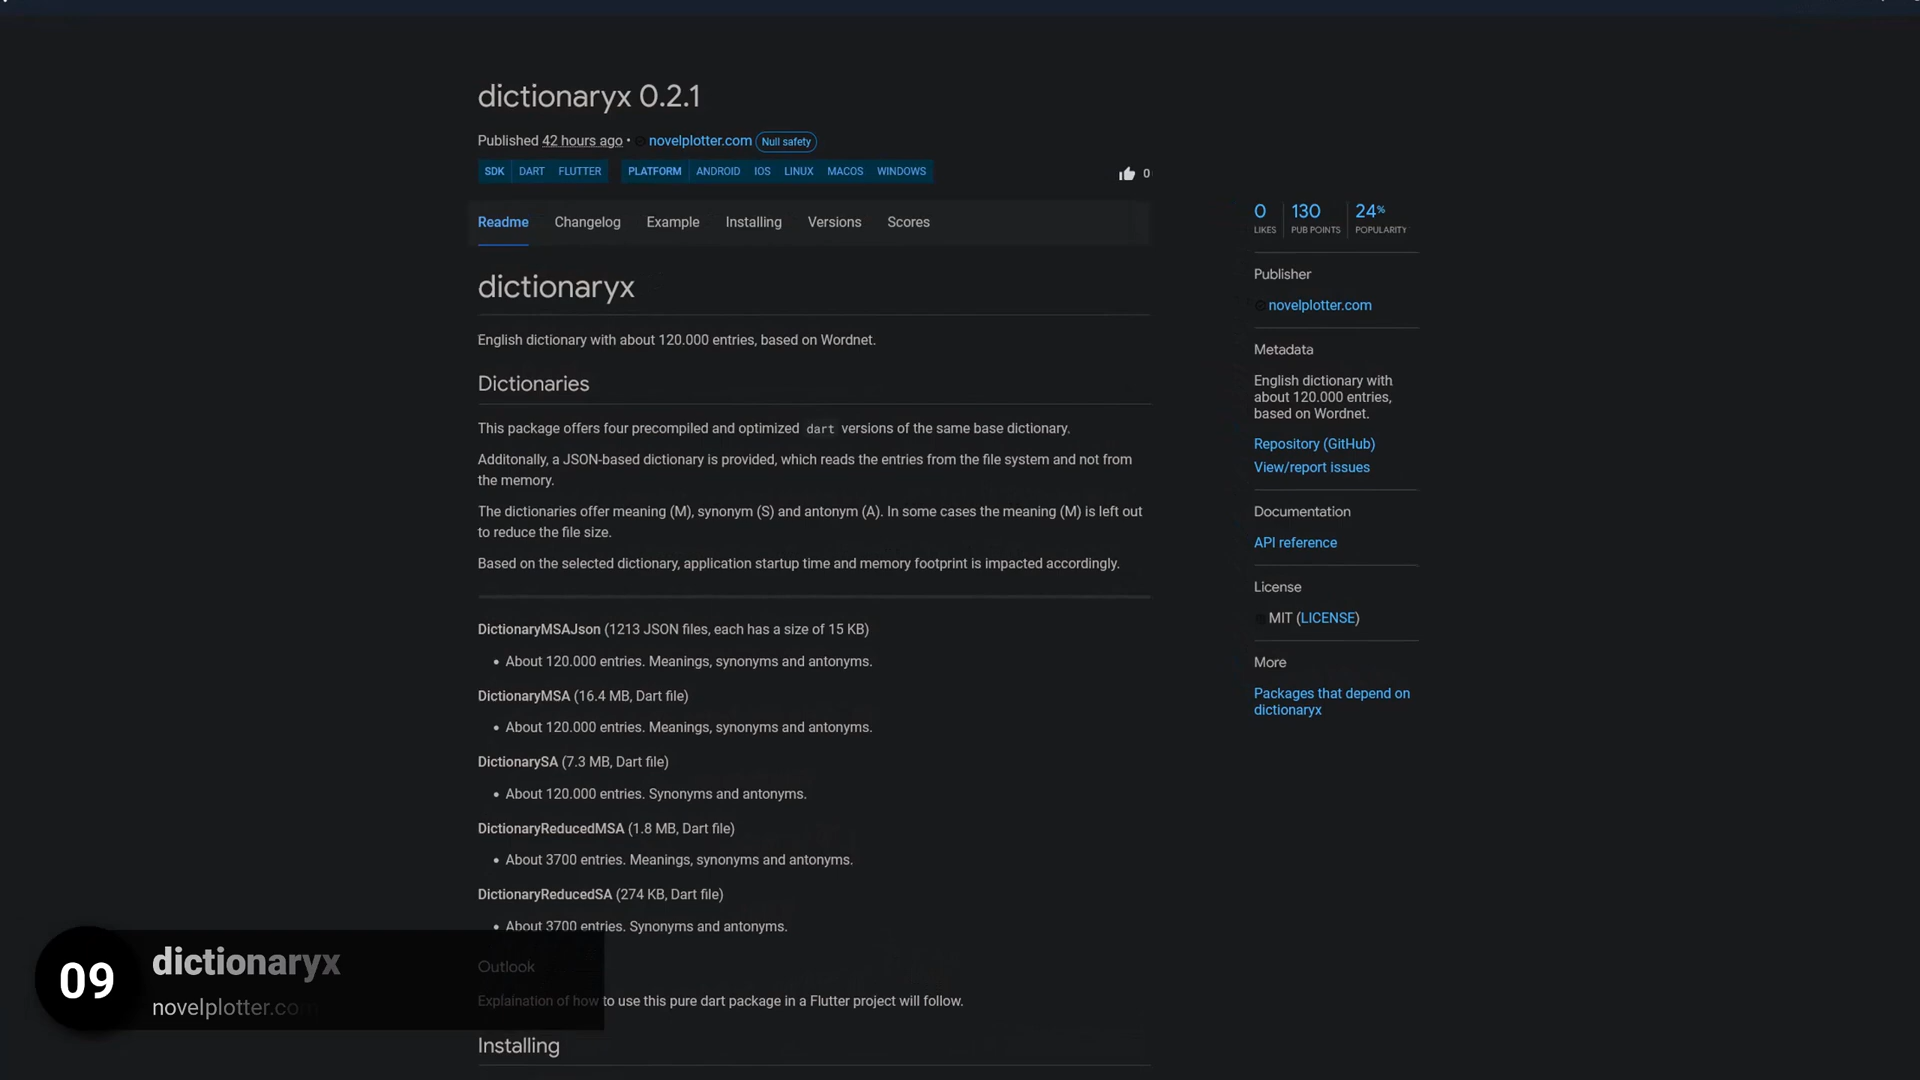 dictionaryx 0.2.1
Published 42 hours ago • novelplotter.com Null safety
SDK DART FLUTTER PLATFORM ANDROID IOS LINUX MACOS WINDOWS
0
Readme Changelog Example Installing Versions Scores
dictionaryx
English dictionary with about 120.000 entries, based on Wordnet.
Dictionaries
This package offers four precompiled and optimized dart versions of the same base dictionary.
Additonally, a JSON-based dictionary is provided, which reads the entries from the file system and not from
the memory.
The dictionaries offer meaning (M), synonym (S) and antonym (A). In some cases the meaning (M) is left out
to reduce the file size.
Based on the selected dictionary, application startup time and memory footprint is impacted accordingly.
DictionaryMSAJson (1213 JSON files, each has a size of 15 KB)
• About 120.000 entries. Meanings, synonyms and antonyms.
DictionaryMSA (16.4 MB, Dart file)
• About 120.000 entries. Meanings, synonyms and antonyms.
DictionarySA (7.3 MB, Dart file)
• About 120.000 entries. Synonyms and antonyms.
DictionaryReducedMSA (1.8 MB, Dart file)
• About 3700 entries. Meanings, synonyms and antonyms.
DictionaryReducedSA (274 KB, Dart file)
• About 3700 entries. Synonyms and antonyms.
Outlook
Explaination of how to use this pure dart package in a Flutter project will follow.
Installing
0 130 24%
LIKES PUB POINTS POPULARITY
Publisher
novelplotter.com
Metadata
English dictionary with
about 120.000 entries,
based on Wordnet.
Repository (GitHub)
View/report issues
Documentation
API reference
License
MIT (LICENSE)
More
Packages that depend on
dictionaryx
09
dictionaryx
novelplotter.com